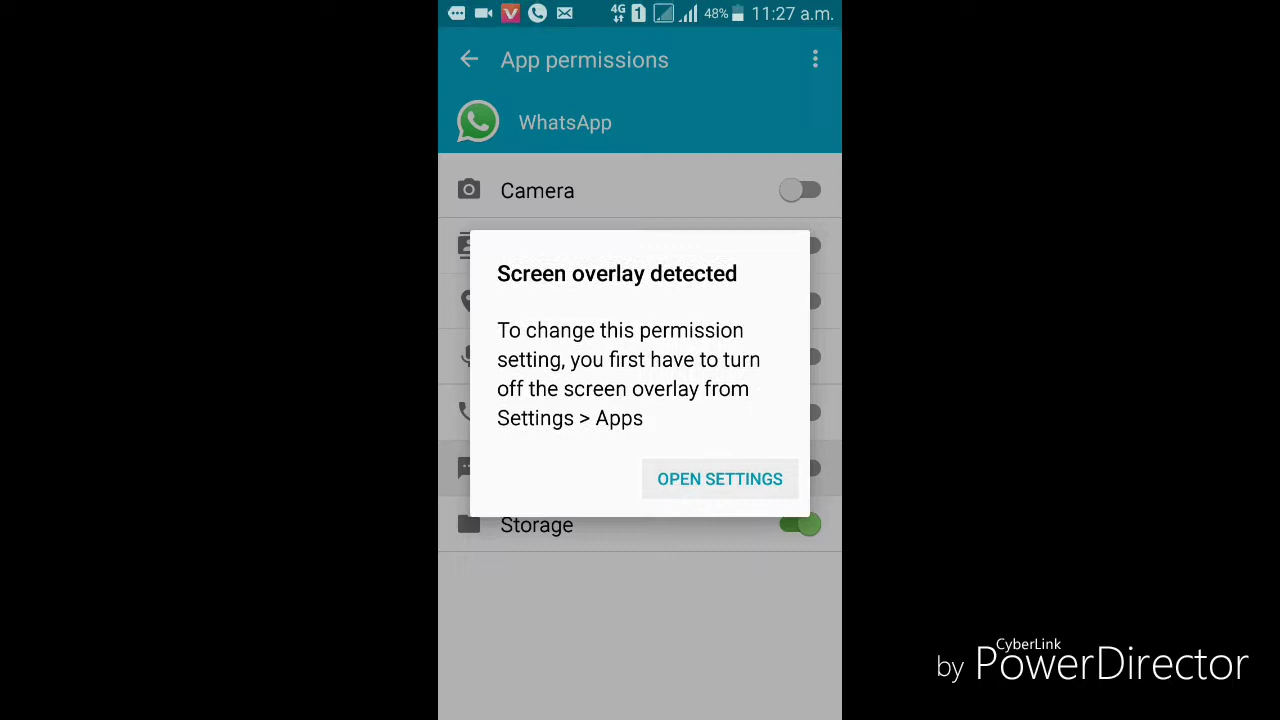 4G 1 48% 11:27 a.m.
App permissions
WhatsApp
Camera
Screen overlay detected
To change this permission
setting, you first have to turn
off the screen overlay from
Settings > Apps
OPEN SETTINGS
Storage
CyberLink
by PowerDirector